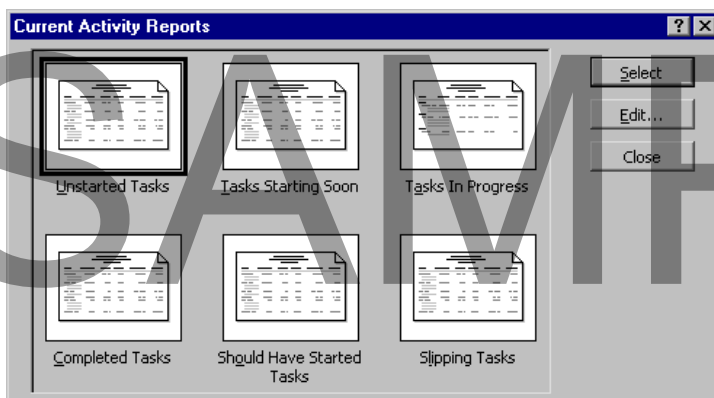 Current Activity Reports
? X
Select
Edit...
Close
Unstarted Tasks
Tasks Starting Soon
Tasks In Progress
Completed Tasks
Should Have Started
Tasks
Slipping Tasks
SAM